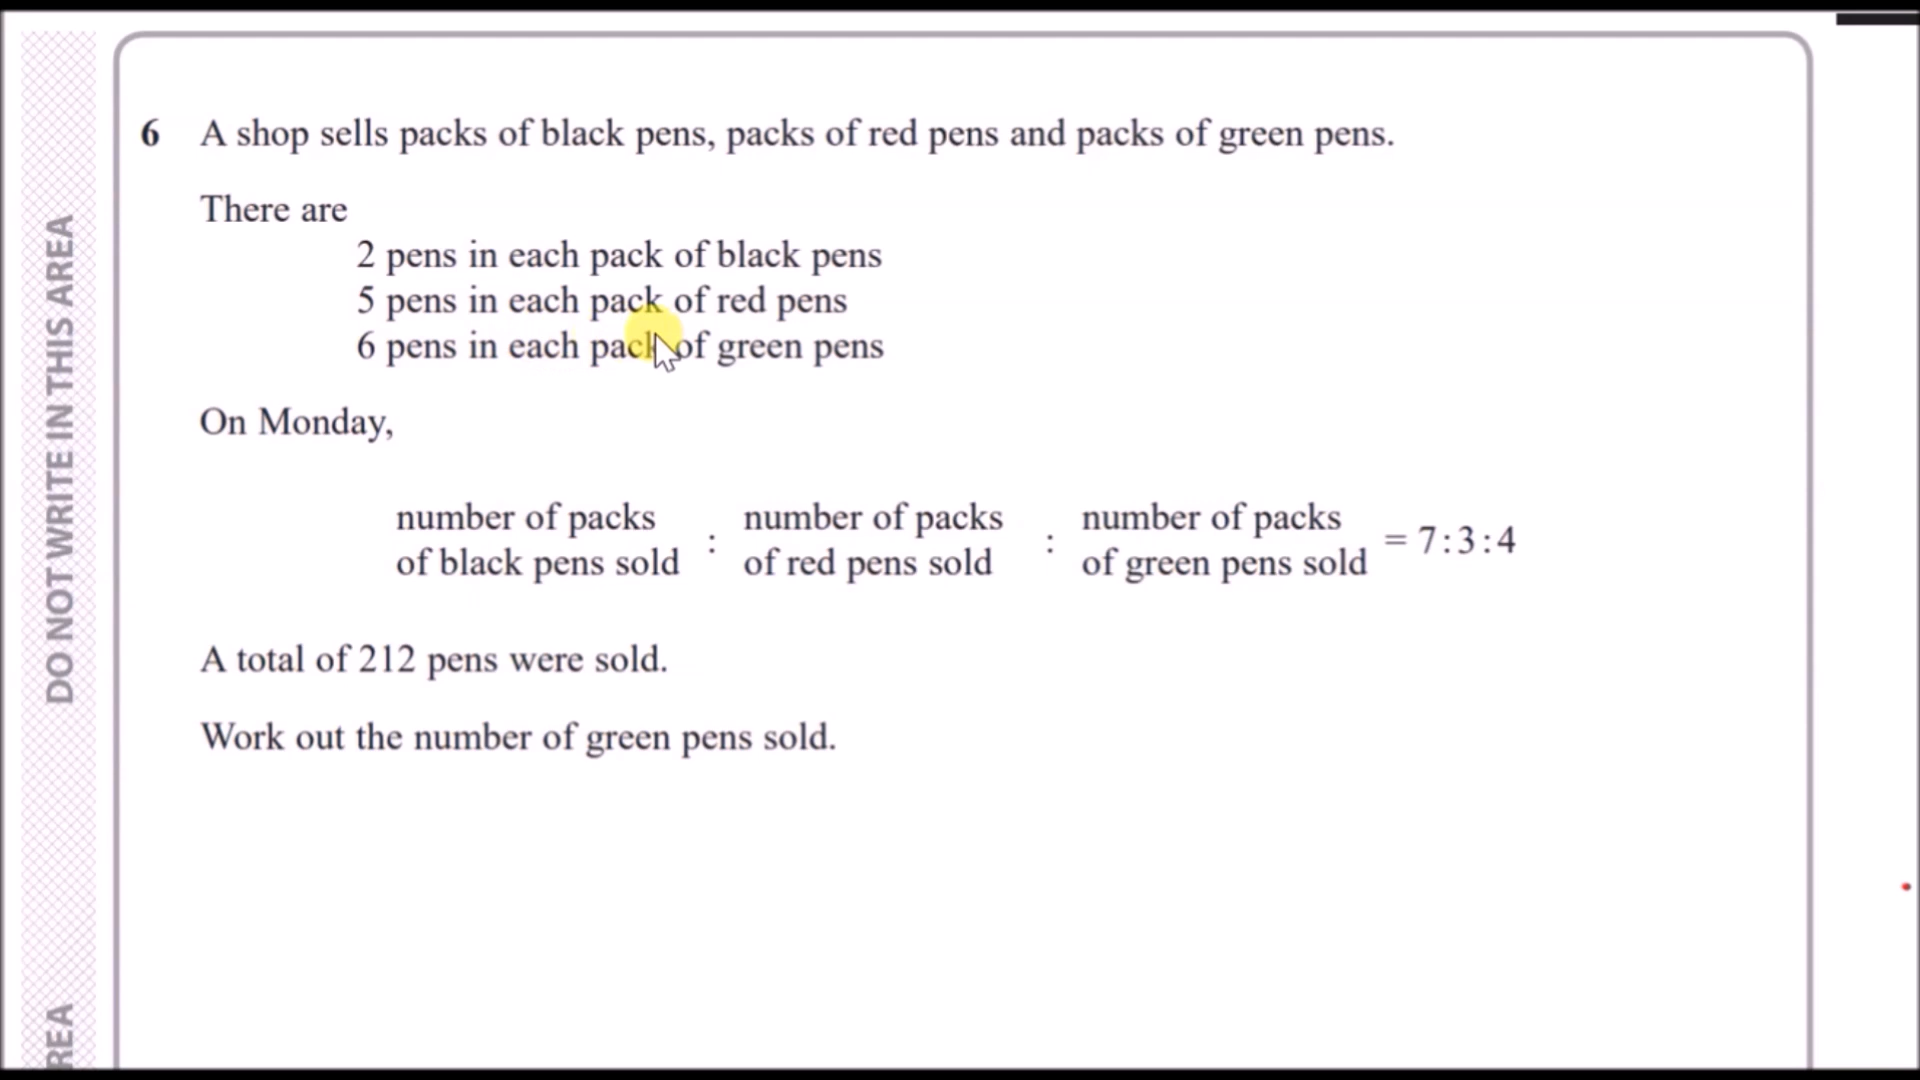 DO NOT WRITE IN THIS AREA
REA
6 A shop sells packs of black pens, packs of red pens and packs of green pens.
There are
2 pens in each pack of black pens
5 pens in each pack of red pens
6 pens in each pack of green pens
On Monday,
number of packs : number of packs : number of packs = 7 : 3 : 4
of black pens sold of red pens sold of green pens sold
A total of 212 pens were sold.
Work out the number of green pens sold.